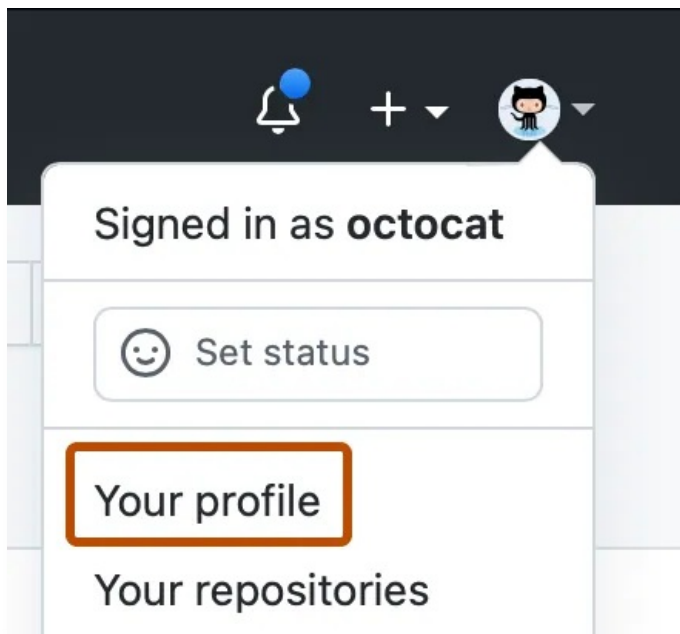 Signed in as octocat
Set status
Your profile
Your repositories